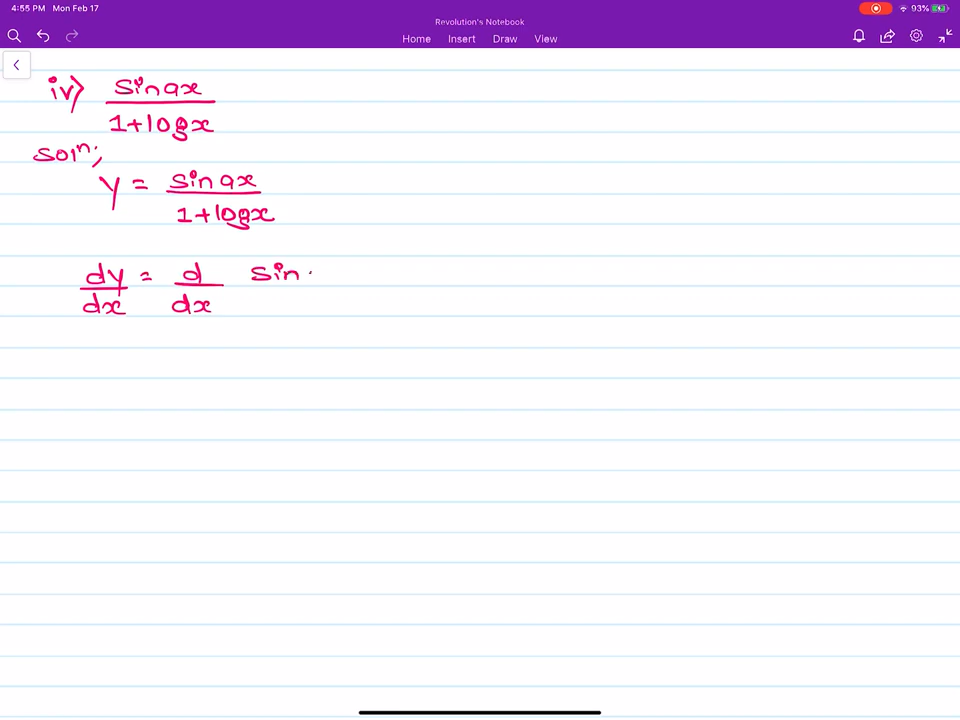 4:55 PM Mon Feb 17
93%
Revolution's Notebook
Home Insert Draw View
iv) sinax
1+logx
soln;
y = sinax
1+logx
dy = d sin
dx dx